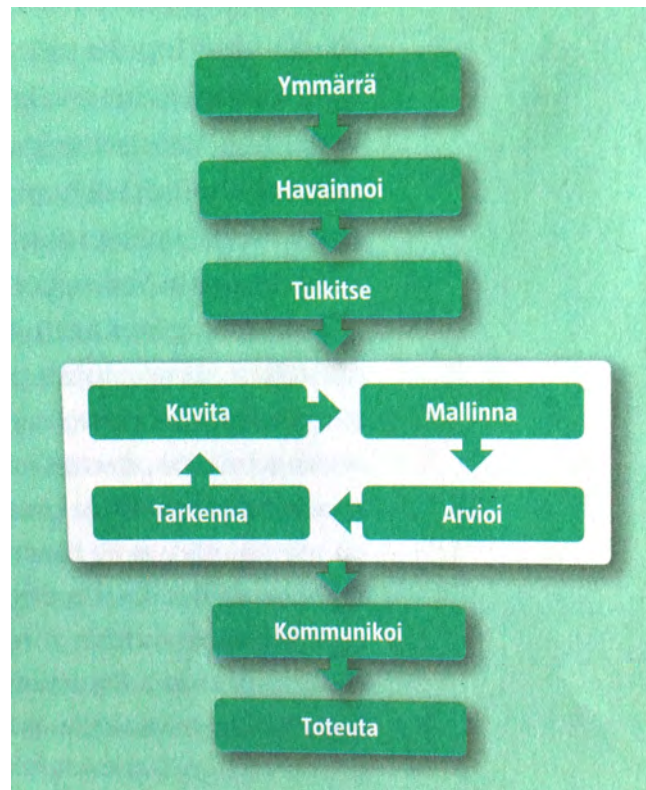 Ymmärrä
Havainnoi
Tulkitse
Kuvita
Mallinna
Tarkenna
Arvioi
Kommunikoi
Toteuta